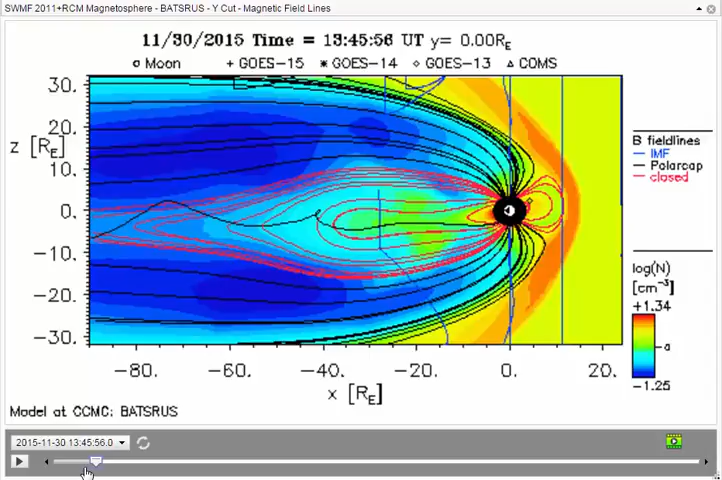 SWMF 2011+RCM Magnetosphere - BATSRUS - Y Cut - Magnetic Field Lines
11/30/2015 Time = 13:45:56 UT y= 0.00RE
Moon GOES-15 GOES-14 GOES-13 COMS
30.
20.
10.
0.
-10.
-20.
-30.
z [RE]
-80. -60. -40. -20. 0. 20.
x [RE]
B fieldlines
IMF
Polarcap
closed
log(N)
[cm-3]
+1.34
-1.25
Model at CCMC: BATSRUS
2015-11-30 13:45:56.0